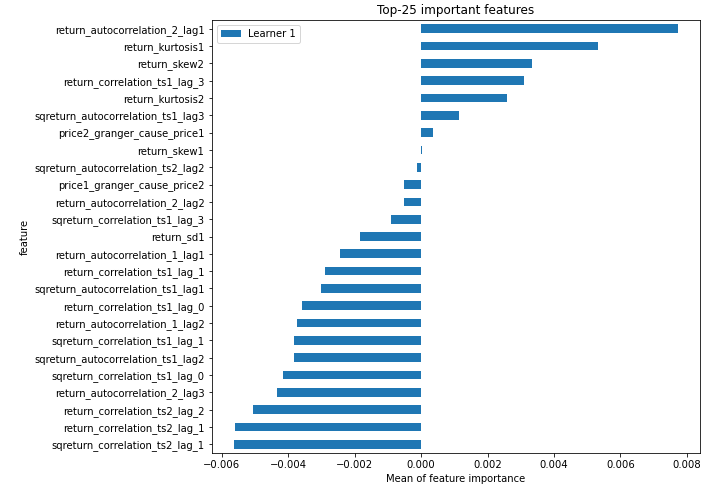 Top-25 important features
Learner 1
return_autocorrelation_2_lag1
return_kurtosis1
return_skew2
return_correlation_ts1_lag_3
return_kurtosis2
sqreturn_autocorrelation_ts1_lag3
price2_granger_cause_price1
return_skew1
sqreturn_autocorrelation_ts2_lag2
price1_granger_cause_price2
return_autocorrelation_2_lag2
sqreturn_correlation_ts1_lag_3
return_sd1
return_autocorrelation_1_lag1
return_correlation_ts1_lag_1
sqreturn_autocorrelation_ts1_lag1
return_correlation_ts1_lag_0
return_autocorrelation_1_lag2
sqreturn_correlation_ts1_lag_1
sqreturn_autocorrelation_ts1_lag2
sqreturn_correlation_ts1_lag_0
return_autocorrelation_2_lag3
return_correlation_ts2_lag_2
return_correlation_ts2_lag_1
sqreturn_correlation_ts2_lag_1
feature
−0.006 −0.004 −0.002 0.000 0.002 0.004 0.006 0.008
Mean of feature importance